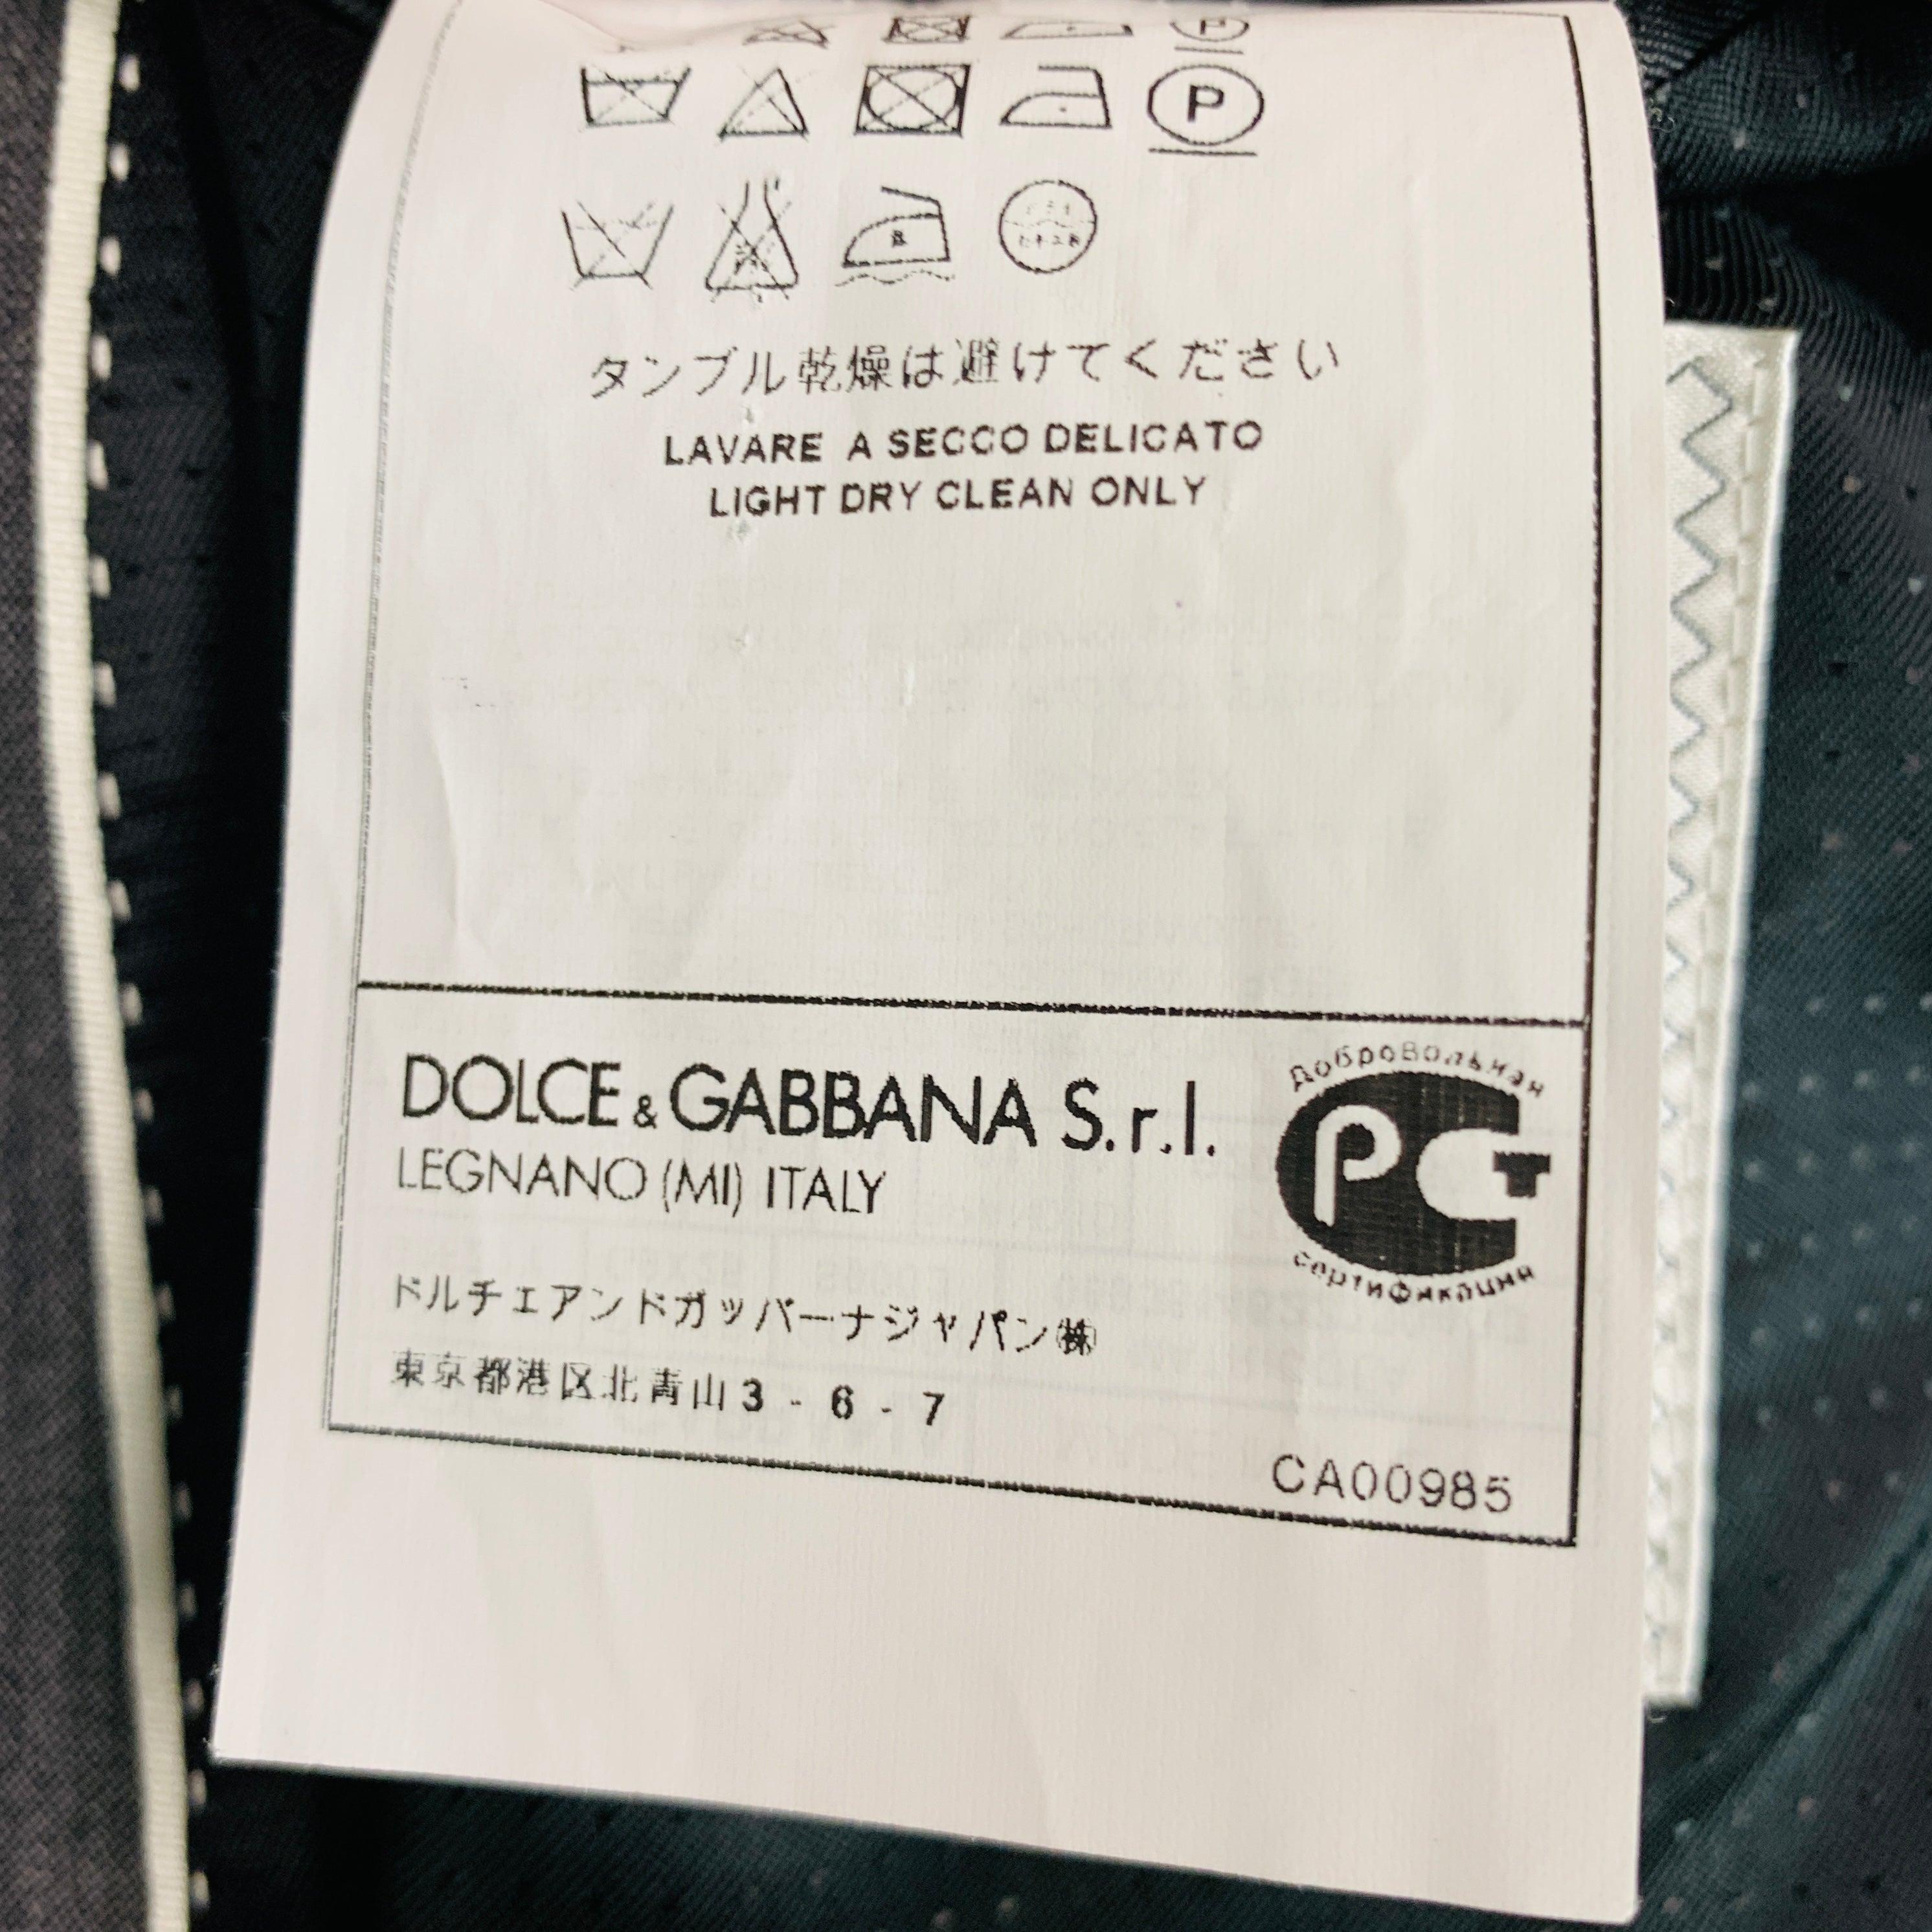 P
P
タンブル乾燥は避けてください
LAVARE A SECCO DELICATO
LIGHT DRY CLEAN ONLY
DOLCE & GABBANA S.r.l.
LEGNANO (MI) ITALY
Добровольная
РСТ
сертификация
ドルチェアンドガッバーナジャパン㈱
東京都港区北青山3-6-7
CA00985